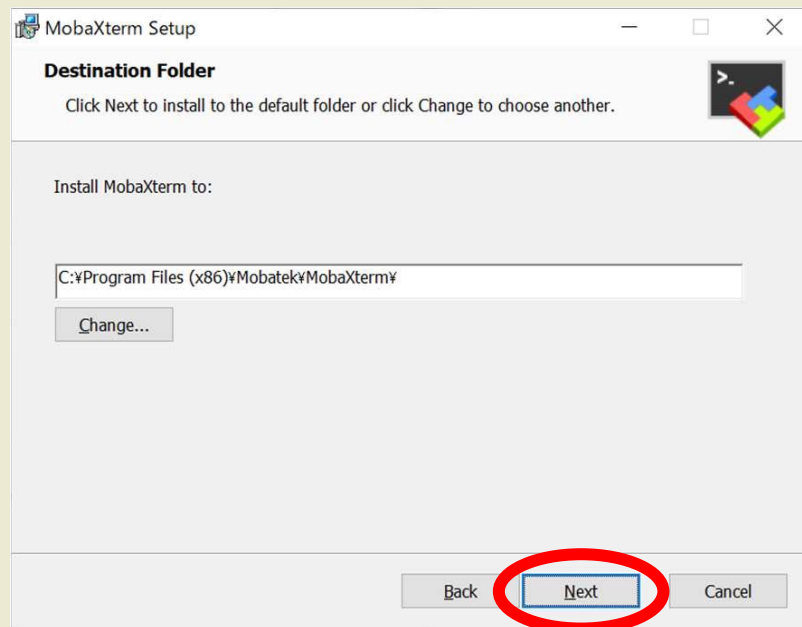 MobaXterm Setup
Destination Folder
Click Next to install to the default folder or click Change to choose another.
>_
Install MobaXterm to:
C:¥Program Files (x86)¥Mobatek¥MobaXterm¥
Change...
Back Next Cancel